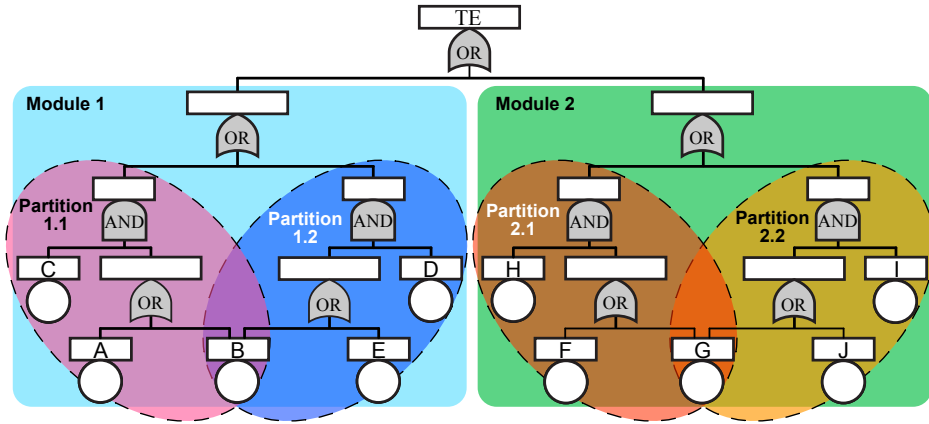 TE
OR
Module 1
Module 2
OR
OR
Partition
1.1
AND
Partition
1.2
AND
Partition
2.1
AND
Partition
2.2
AND
C
D
H
I
OR
OR
OR
OR
A
B
E
F
G
J